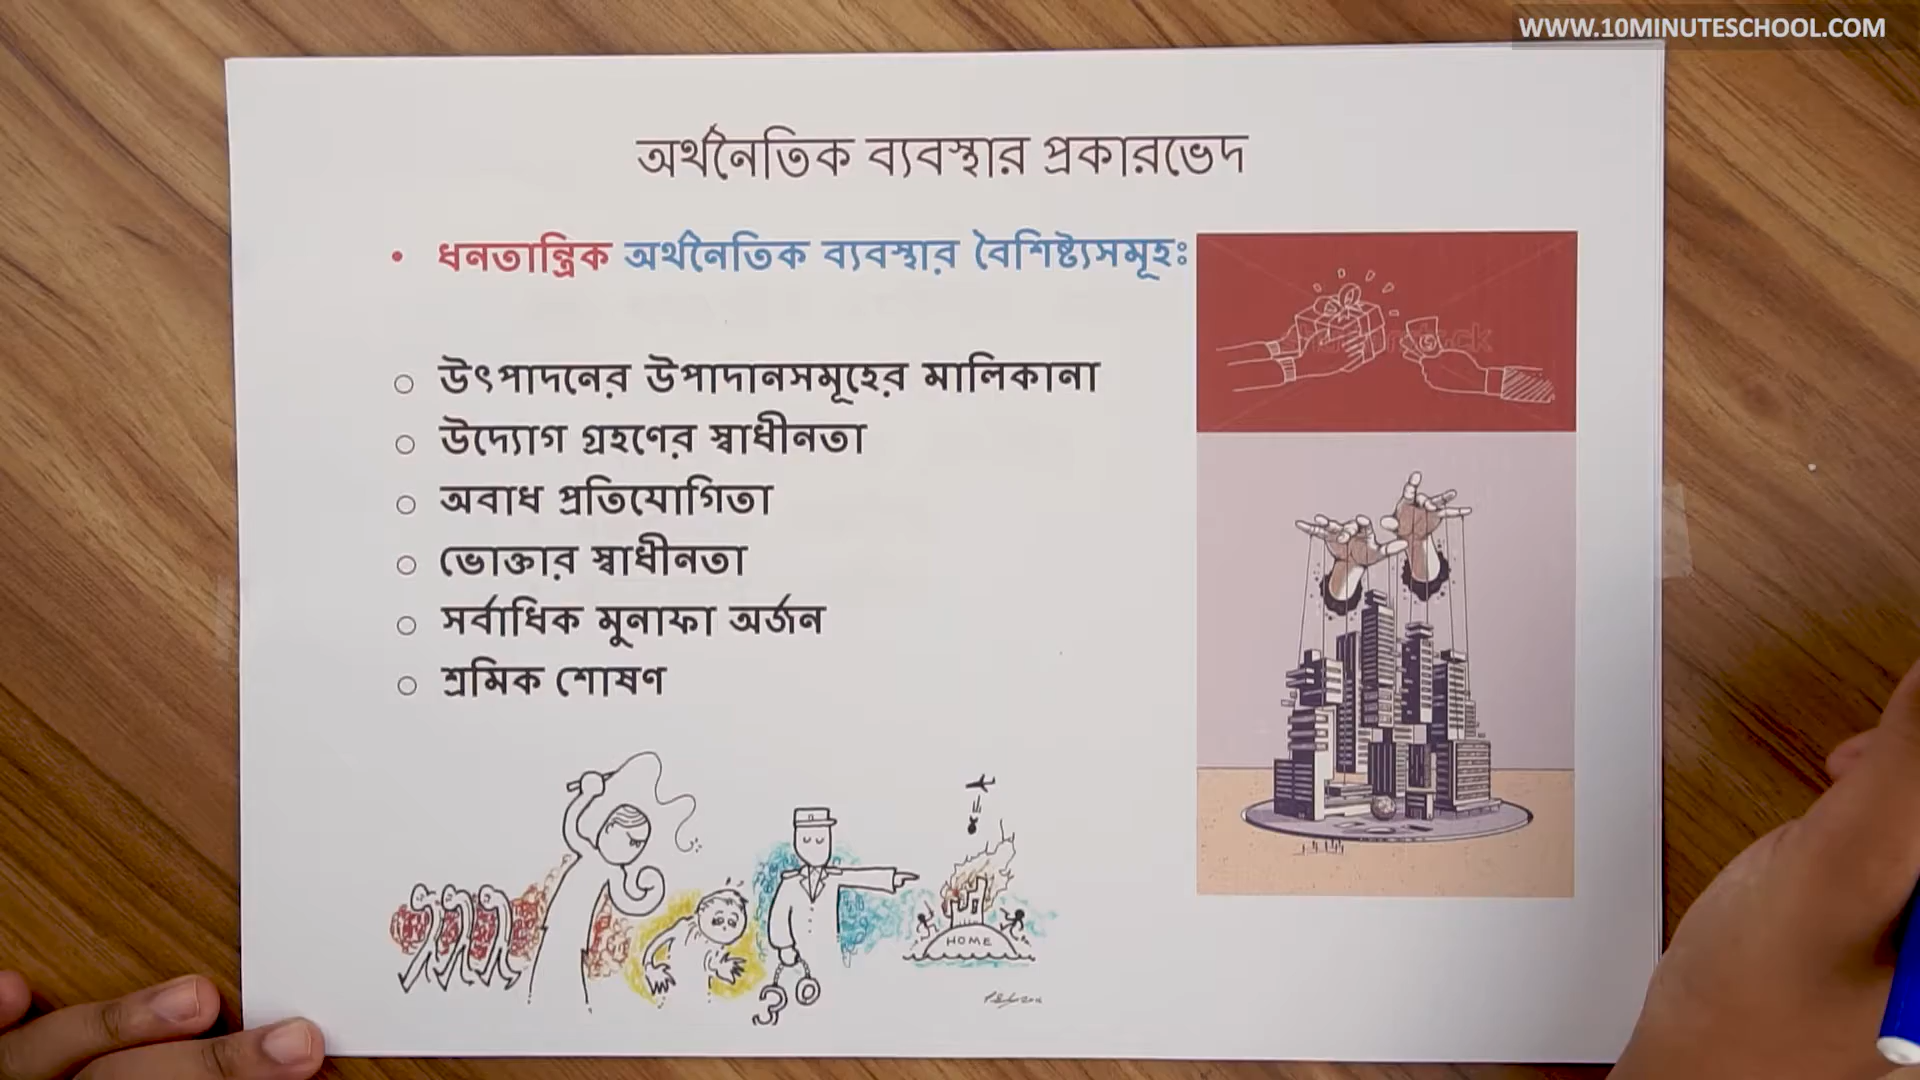 WWW.10MINUTESCHOOL.COM
অর্থনৈতিক ব্যবস্থার প্রকারভেদ
• ধনতান্ত্রিক অর্থনৈতিক ব্যবস্থার বৈশিষ্ট্যসমূহঃ
○ উৎপাদনের উপাদানসমূহের মালিকানা
○ উদ্যোগ গ্রহণের স্বাধীনতা
○ অবাধ প্রতিযোগিতা
○ ভোক্তার স্বাধীনতা
○ সর্বাধিক মুনাফা অর্জন
○ শ্রমিক শোষণ
HOME